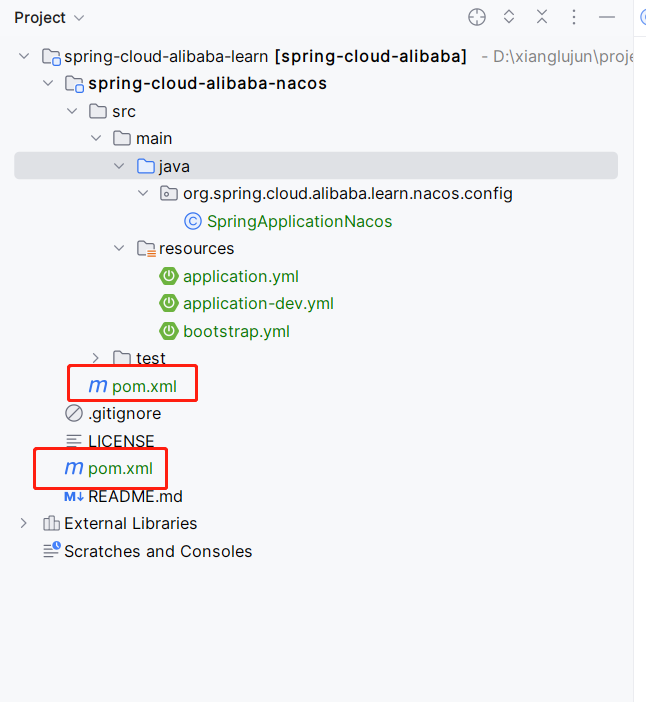 Project
spring-cloud-alibaba-learn [spring-cloud-alibaba] - D:\xianglujun\proje
spring-cloud-alibaba-nacos
src
main
java
org.spring.cloud.alibaba.learn.nacos.config
SpringApplicationNacos
resources
application.yml
application-dev.yml
bootstrap.yml
test
pom.xml
.gitignore
LICENSE
pom.xml
README.md
External Libraries
Scratches and Consoles